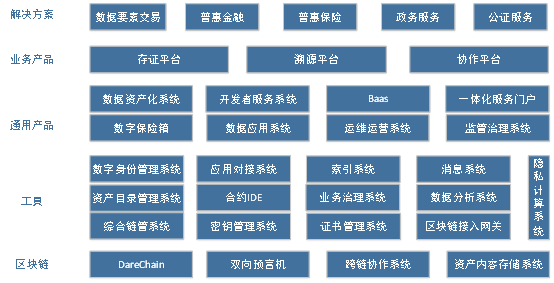 解决方案 数据要素交易 普惠金融 普惠保险 政务服务 公证服务
业务产品 存证平台 溯源平台 协作平台
数据资产化系统 开发者服务系统 Baas 一体化服务门户
通用产品
数字保险箱 数据应用系统 运维运营系统 监管治理系统
数字身份管理系统 应用对接系统 索引系统 消息系统
工具 资产目录管理系统 合约IDE 业务治理系统 数据分析系统
综合链管系统 密钥管理系统 证书管理系统 区块链接入网关
隐私计算系统
区块链 DareChain 双向预言机 跨链协作系统 资产内容存储系统